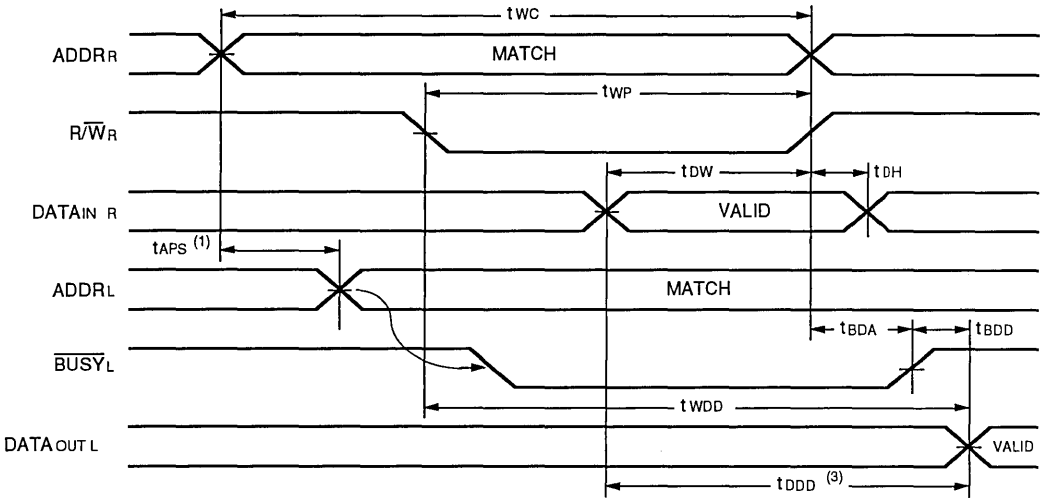 tWC
ADDRR
MATCH
tWP
R/W̅R
tDW
tDH
DATAIN R
VALID
tAPS (1)
ADDRL
MATCH
tBDA
tBDD
B̅U̅S̅Y̅L
tWDD
DATAOUT L
VALID
tDDD (3)